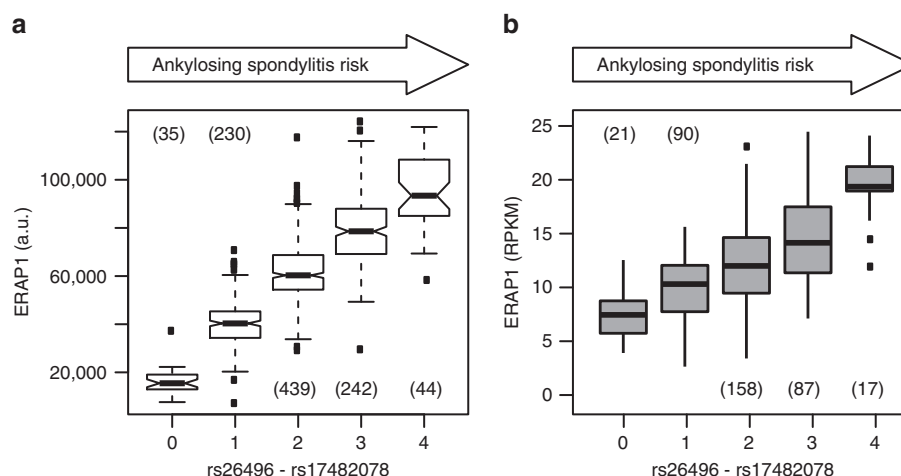 a
Ankylosing spondylitis risk
(35) (230)
100,000
60,000
20,000
ERAP1 (a.u.)
(439) (242) (44)
0 1 2 3 4
rs26496 - rs17482078
b
Ankylosing spondylitis risk
(21) (90)
25
20
15
10
5
0
ERAP1 (RPKM)
(158) (87) (17)
0 1 2 3 4
rs26496 - rs17482078